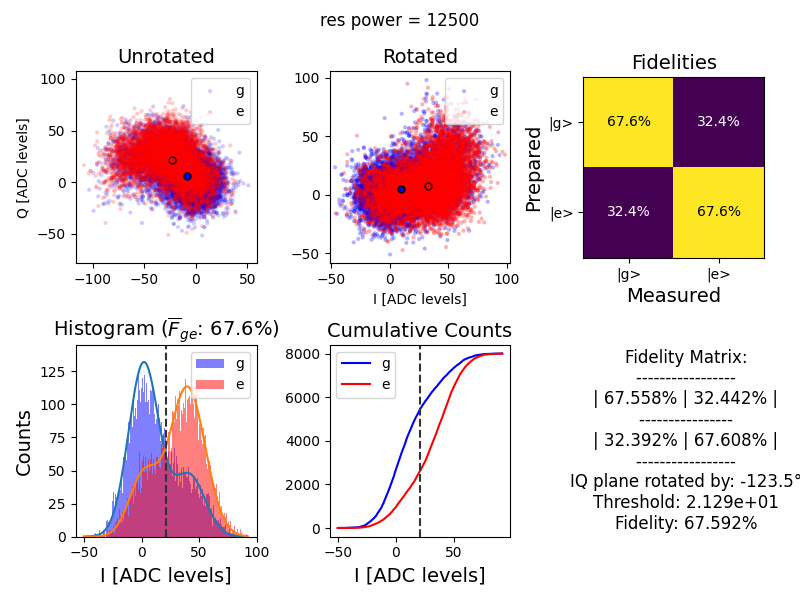 res power = 12500
Unrotated
Q [ADC levels]
100
50
0
−50
−100
−50
0
50
g
e
Rotated
100
50
0
−50
−50
0
50
100
I [ADC levels]
g
e
Fidelities
Prepared
|g>
|e>
67.6%
32.4%
32.4%
67.6%
|g>
|e>
Measured
Histogram (F̅ge: 67.6%)
Counts
125
100
75
50
25
0
−50
0
50
100
I [ADC levels]
g
e
Cumulative Counts
8000
6000
4000
2000
0
−50
0
50
I [ADC levels]
g
e
Fidelity Matrix:
-----------------
| 67.558% | 32.442% |
----------------
| 32.392% | 67.608% |
-----------------
IQ plane rotated by: -123.5°
Threshold: 2.129e+01
Fidelity: 67.592%